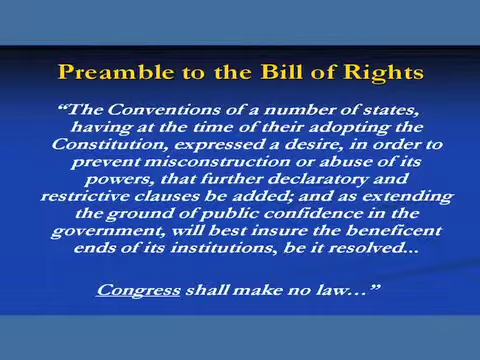 Preamble to the Bill of Rights
“The Conventions of a number of states,
having at the time of their adopting the
Constitution, expressed a desire, in order to
prevent misconstruction or abuse of its
powers, that further declaratory and
restrictive clauses be added; and as extending
the ground of public confidence in the
government, will best insure the beneficent
ends of its institutions, be it resolved...
Congress shall make no law…”